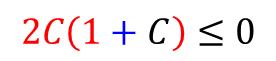 2C(1 + C) ≤ 0